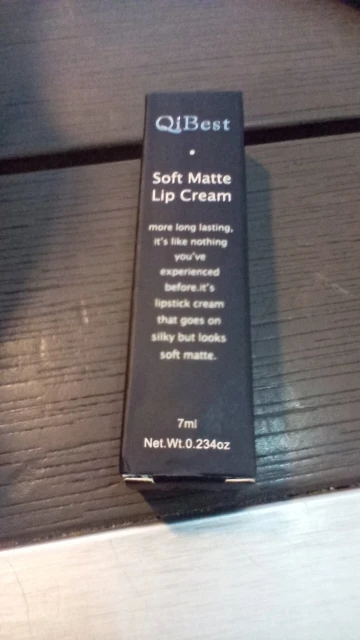 QiBest
Soft Matte
Lip Cream
more long lasting,
it's like nothing
you've
experienced
before.it's
lipstick cream
that goes on
silky but looks
soft matte.
7ml
Net.Wt.0.234oz